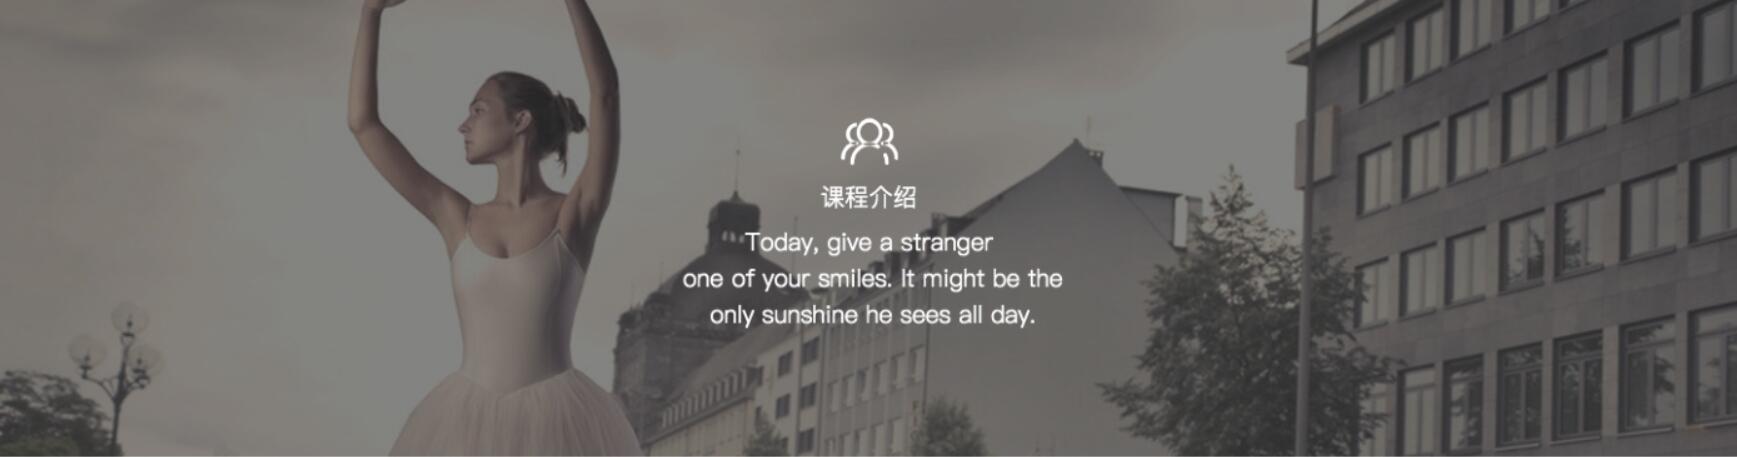 课程介绍
Today, give a stranger
one of your smiles. It might be the
only sunshine he sees all day.